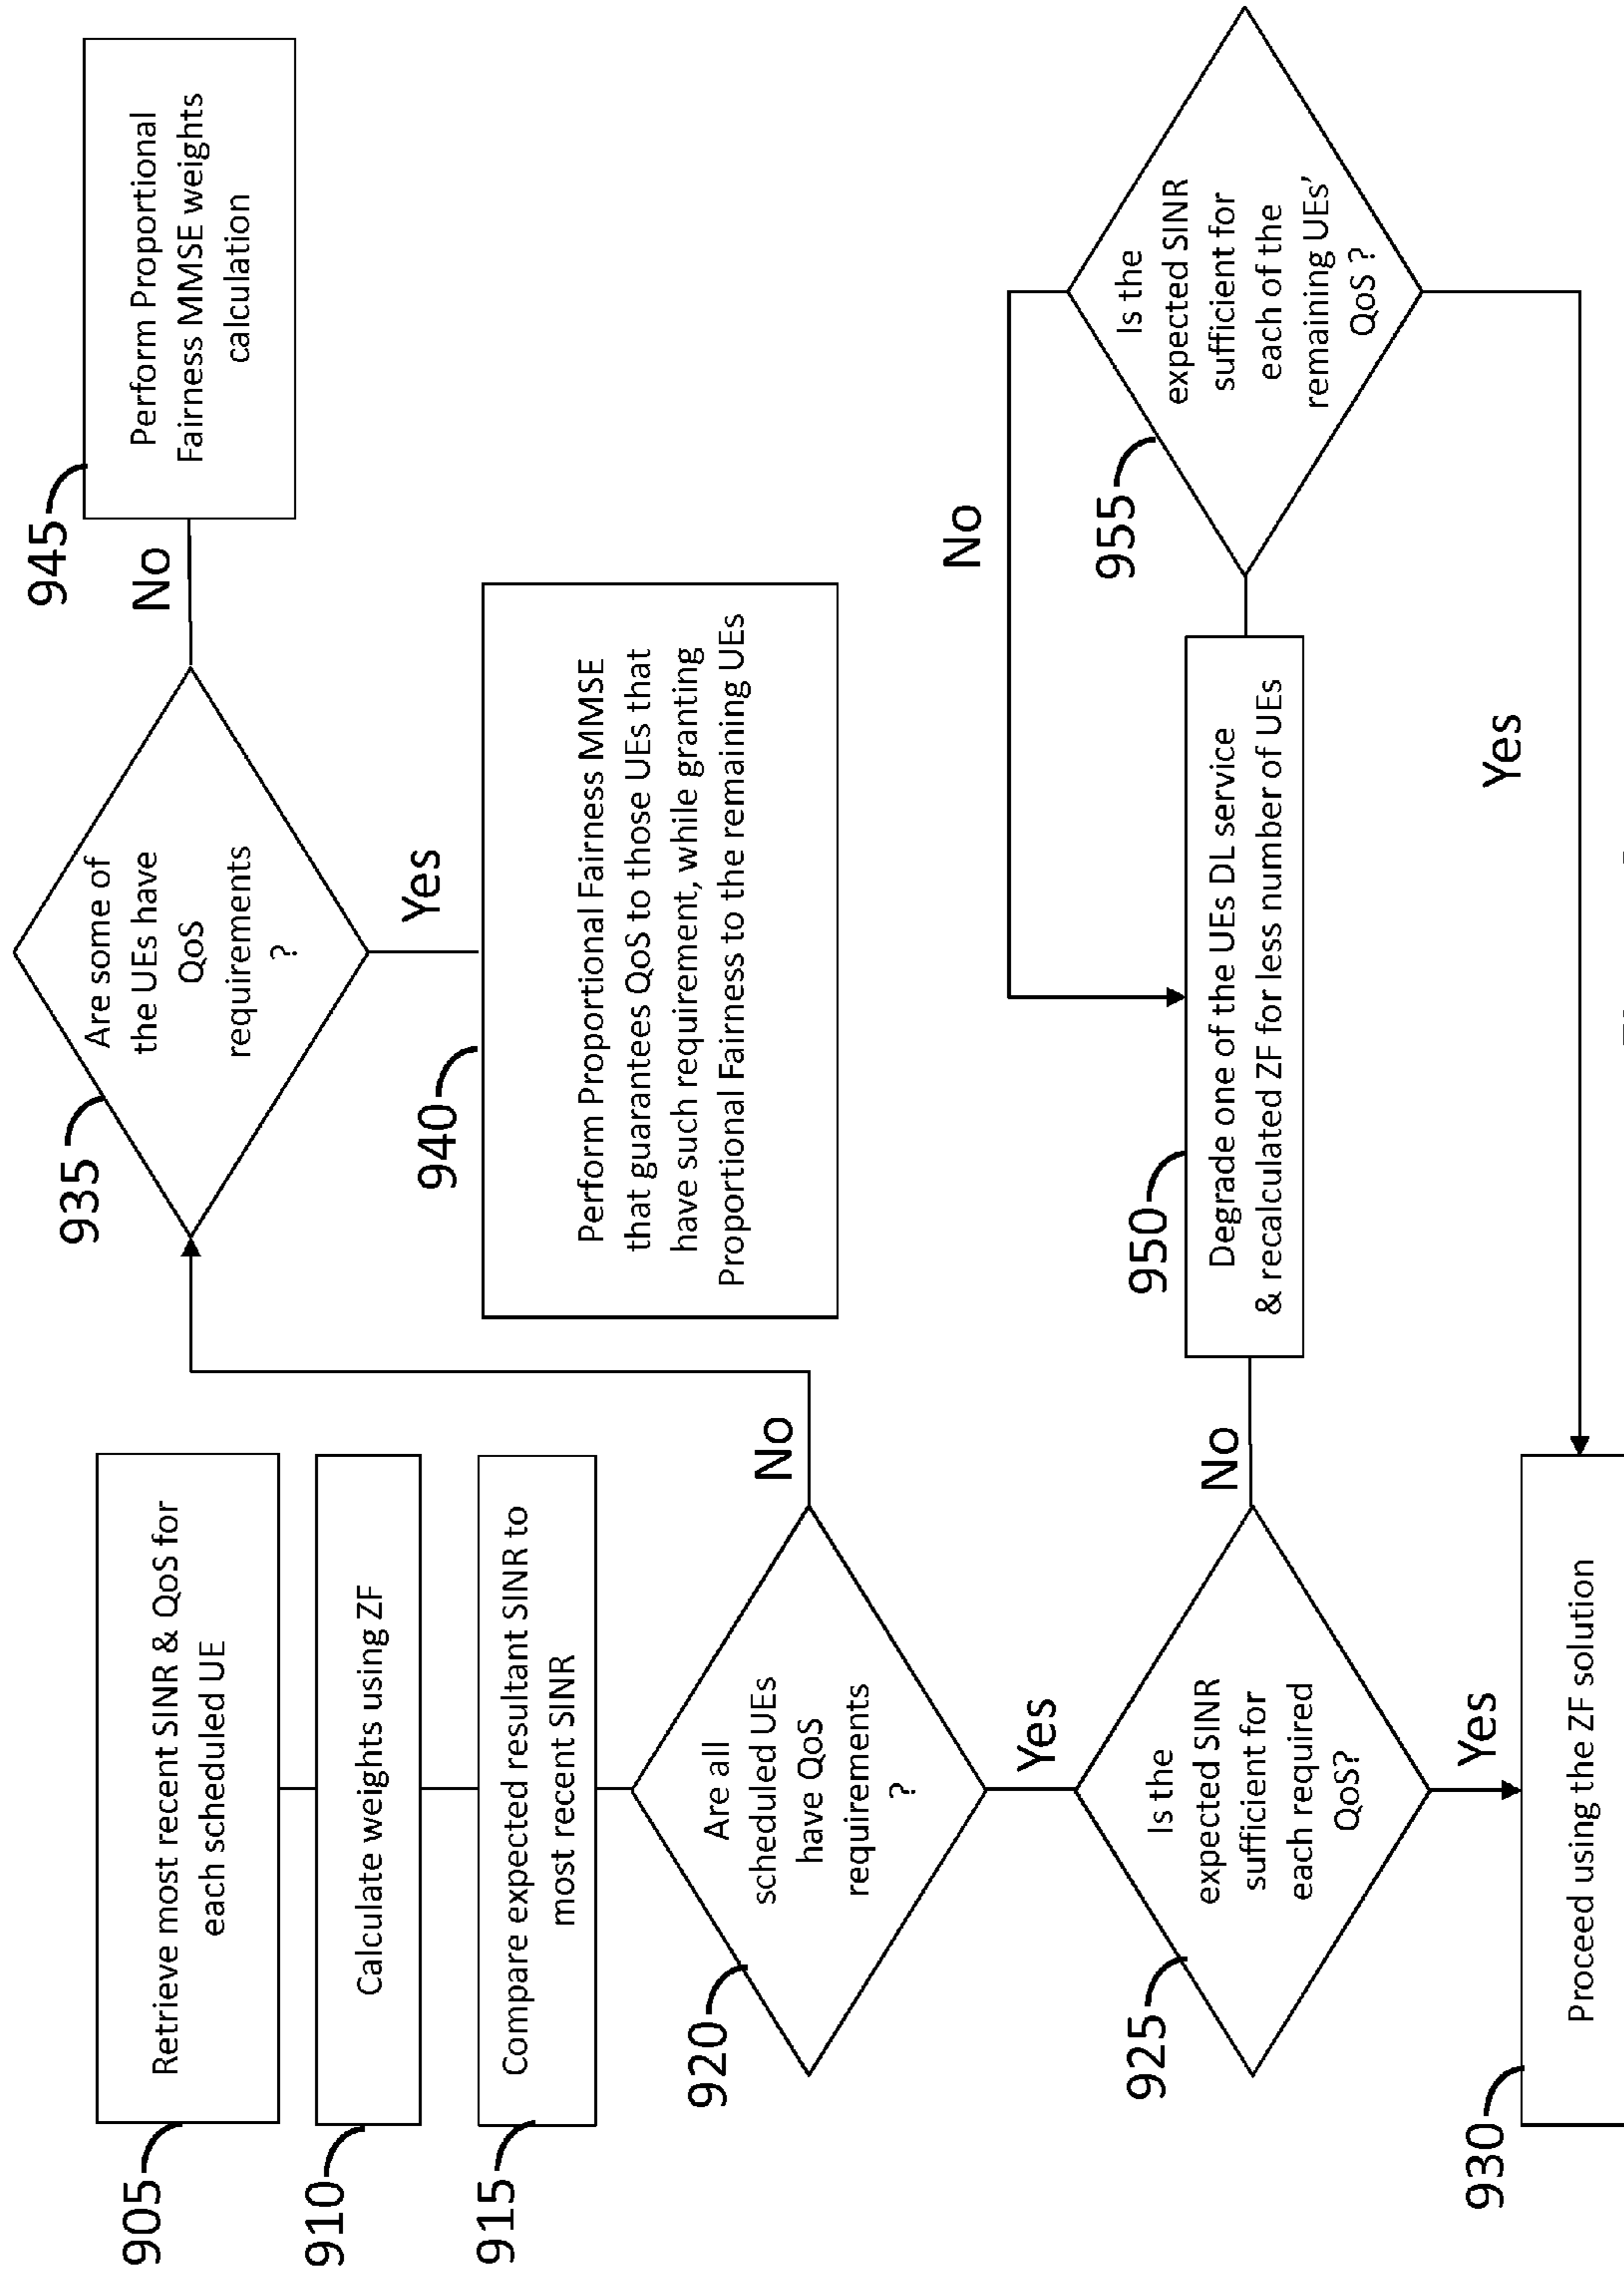 905
Retrieve most recent SINR & QoS for
each scheduled UE
910
Calculate weights using ZF
915
Compare expected resultant SINR to
most recent SINR
920
Are all
scheduled UEs
have QoS
requirements
?
No
Yes
925
Is the
expected SINR
sufficient for
each required
QoS?
No
Yes
930
Proceed using the ZF solution
935
Are some of
the UEs have
QoS
requirements
?
No
Yes
940
Perform Proportional Fairness MMSE
that guarantees QoS to those UEs that
have such requirement, while granting
Proportional Fairness to the remaining UEs
945
Perform Proportional
Fairness MMSE weights
calculation
950
Degrade one of the UEs DL service
& recalculated ZF for less number of UEs
955
Is the
expected SINR
sufficient for
each of the
remaining UEs'
QoS ?
No
Yes